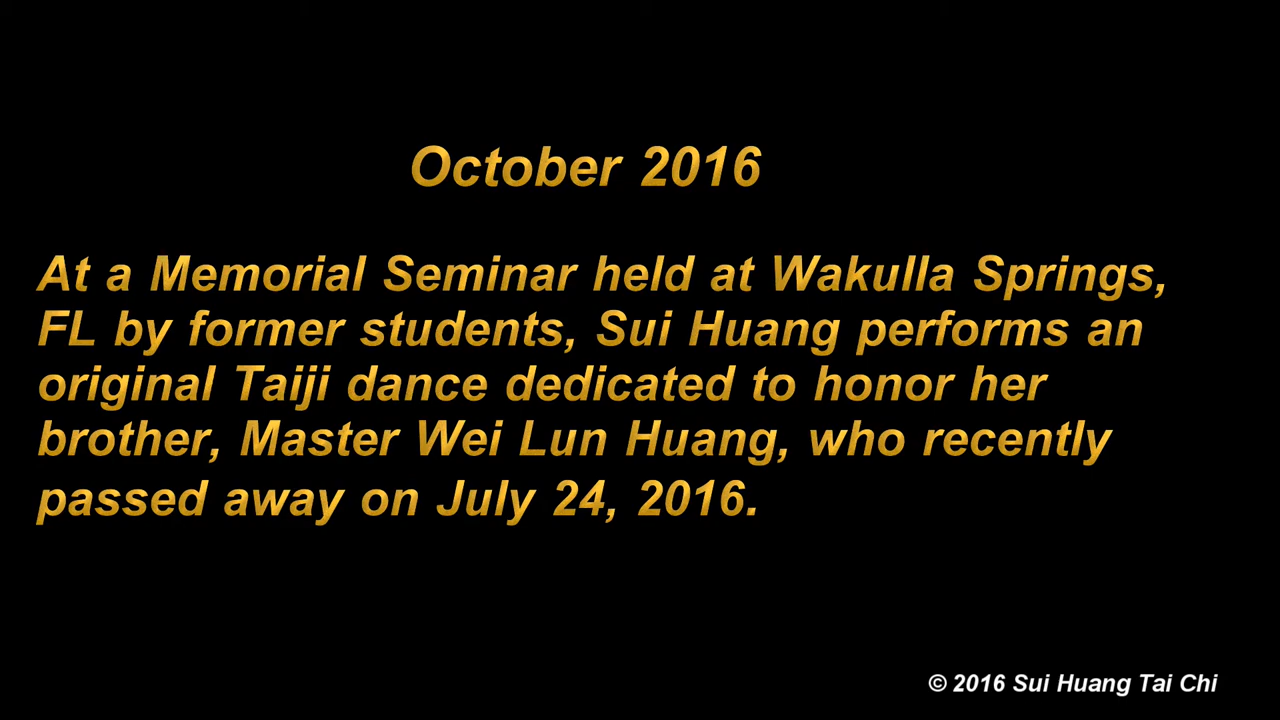 October 2016
At a Memorial Seminar held at Wakulla Springs,
FL by former students, Sui Huang performs an
original Taiji dance dedicated to honor her
brother, Master Wei Lun Huang, who recently
passed away on July 24, 2016.
© 2016 Sui Huang Tai Chi